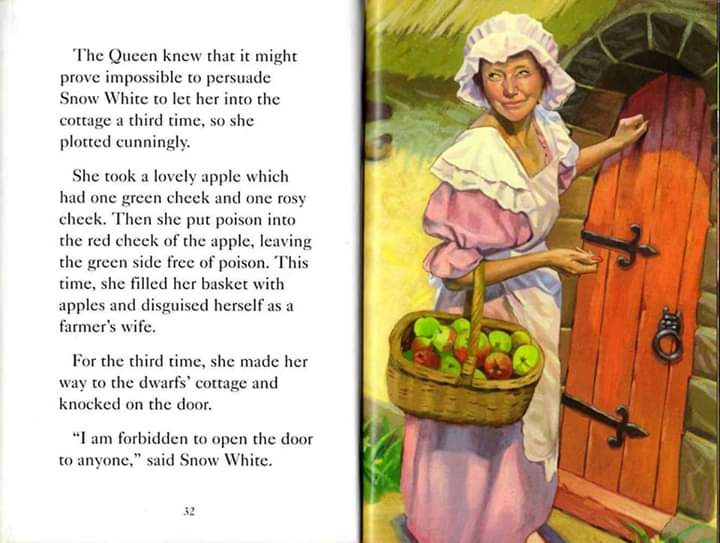 The Queen knew that it might
prove impossible to persuade
Snow White to let her into the
cottage a third time, so she
plotted cunningly.
She took a lovely apple which
had one green cheek and one rosy
cheek. Then she put poison into
the red cheek of the apple, leaving
the green side free of poison. This
time, she filled her basket with
apples and disguised herself as a
farmer's wife.
For the third time, she made her
way to the dwarfs' cottage and
knocked on the door.
“I am forbidden to open the door
to anyone,” said Snow White.
32